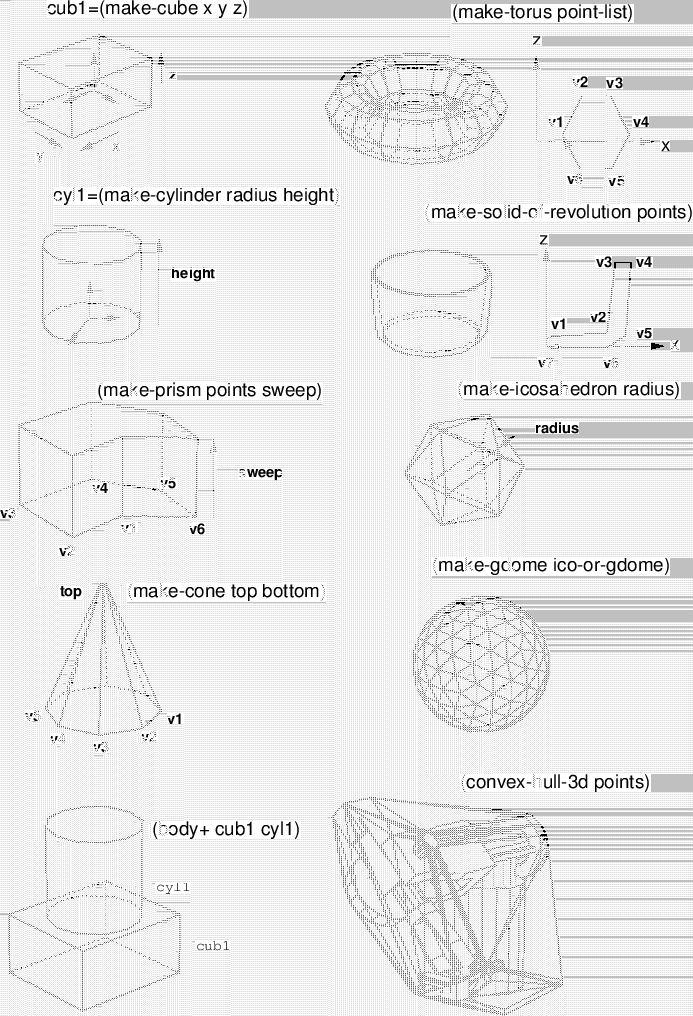 cub1=(make-cube x y z)
(make-torus point-list)
z
z
v2 v3
v1
v4
x
y
x
v6 v5
cyl1=(make-cylinder radius height)
(make-solid-of-revolution points)
z
v3 v4
height
v1
v2
v5
x
v7 v6
(make-prism points sweep)
(make-icosahedron radius)
radius
sweep
v4
v5
v3
v1
v6
v2
(make-gdome ico-or-gdome)
top
(make-cone top bottom)
v5
v1
v4
v3
v2
(convex-hull-3d points)
(body+ cub1 cyl1)
cyl1
cub1